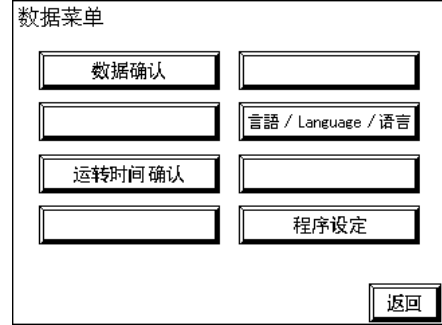 数据菜单
数据确认
言語 / Language / 语言
运转时间确认
程序设定
返回